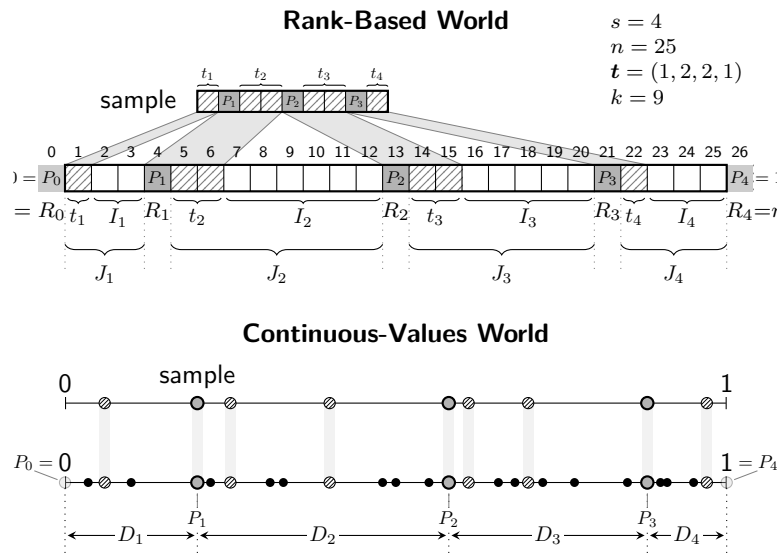 Rank-Based World
s = 4
n = 25
t = (1, 2, 2, 1)
k = 9
t₁ t₂ t₃ t₄
sample P₁ P₂ P₃
0 1 2 3 4 5 6 7 8 9 10 11 12 13 14 15 16 17 18 19 20 21 22 23 24 25 26
0 = P₀ P₁ P₂ P₃ P₄ =
= R₀ t₁ I₁ R₁ t₂ I₂ R₂ t₃ I₃ R₃ t₄ I₄ R₄ =
J₁ J₂ J₃ J₄
Continuous-Values World
sample
0 1
P₀ = 0 1 = P₄
P₁ P₂ P₃
D₁ D₂ D₃ D₄